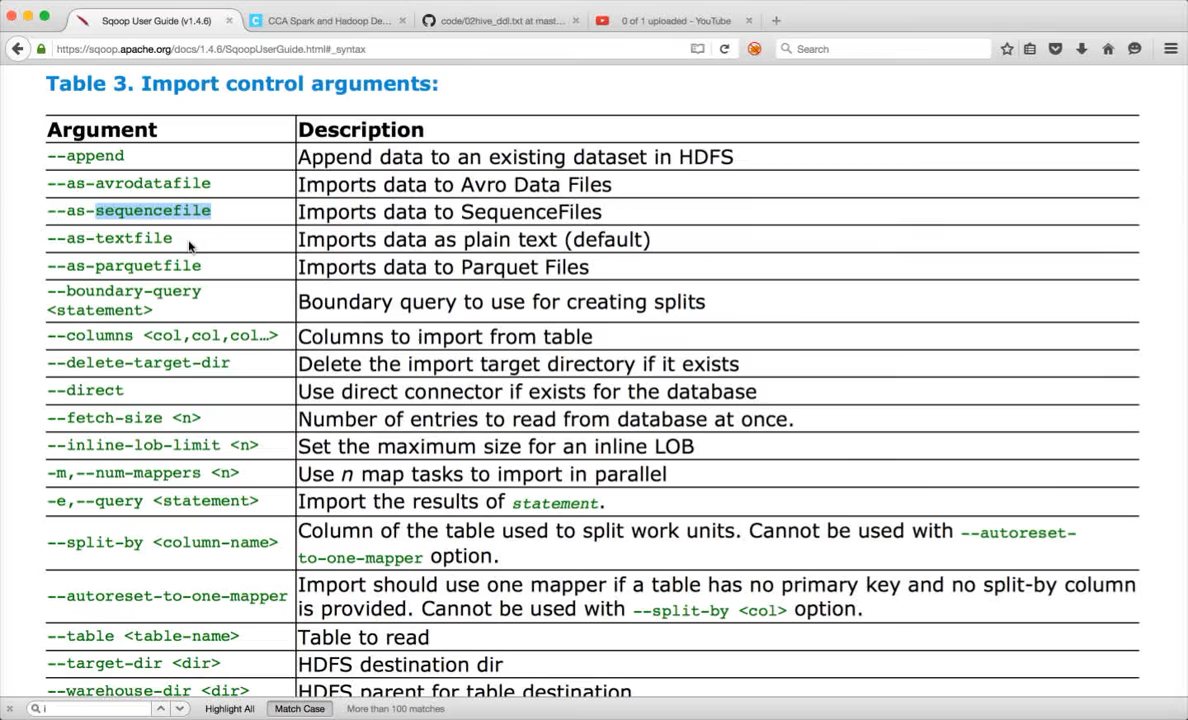 Sqoop User Guide (v1.4.6)
CCA Spark and Hadoop De...
code/02hive_ddl.txt at mast...
0 of 1 uploaded - YouTube
https://sqoop.apache.org/docs/1.4.6/SqoopUserGuide.html#_syntax
Search
Table 3. Import control arguments:
Argument Description
--append Append data to an existing dataset in HDFS
--as-avrodatafile Imports data to Avro Data Files
--as-sequencefile Imports data to SequenceFiles
--as-textfile Imports data as plain text (default)
--as-parquetfile Imports data to Parquet Files
--boundary-query
<statement>
Boundary query to use for creating splits
--columns <col,col,col…> Columns to import from table
--delete-target-dir Delete the import target directory if it exists
--direct Use direct connector if exists for the database
--fetch-size <n> Number of entries to read from database at once.
--inline-lob-limit <n> Set the maximum size for an inline LOB
-m,--num-mappers <n> Use n map tasks to import in parallel
-e,--query <statement> Import the results of statement.
--split-by <column-name>
Column of the table used to split work units. Cannot be used with --autoreset-
to-one-mapper option.
--autoreset-to-one-mapper
Import should use one mapper if a table has no primary key and no split-by column
is provided. Cannot be used with --split-by <col> option.
--table <table-name> Table to read
--target-dir <dir> HDFS destination dir
--warehouse-dir <dir> HDFS parent for table destination
i
Highlight All
Match Case
More than 100 matches